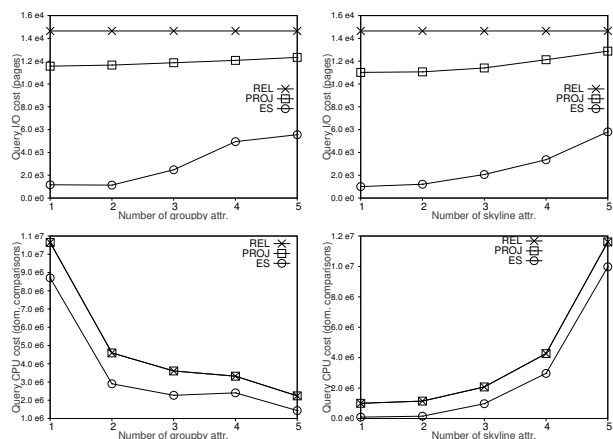 Query I/O cost (pages)
1.6 e4
1.4 e4
1.2 e4
1.0 e4
8.0 e3
6.0 e3
4.0 e3
2.0 e3
0.0 e0
REL
PROJ
ES
1 2 3 4 5
Number of groupby attr.
Query I/O cost (pages)
1.6 e4
1.4 e4
1.2 e4
1.0 e4
8.0 e3
6.0 e3
4.0 e3
2.0 e3
0.0 e0
REL
PROJ
ES
1 2 3 4 5
Number of skyline attr.
Query CPU cost (dom. comparisons)
1.1 e7
1.0 e7
9.0 e6
8.0 e6
7.0 e6
6.0 e6
5.0 e6
4.0 e6
3.0 e6
2.0 e6
1.0 e6
REL
PROJ
ES
1 2 3 4 5
Number of groupby attr.
Query CPU cost (dom. comparisons)
1.2 e7
1.0 e7
8.0 e6
6.0 e6
4.0 e6
2.0 e6
0.0 e0
REL
PROJ
ES
1 2 3 4 5
Number of skyline attr.